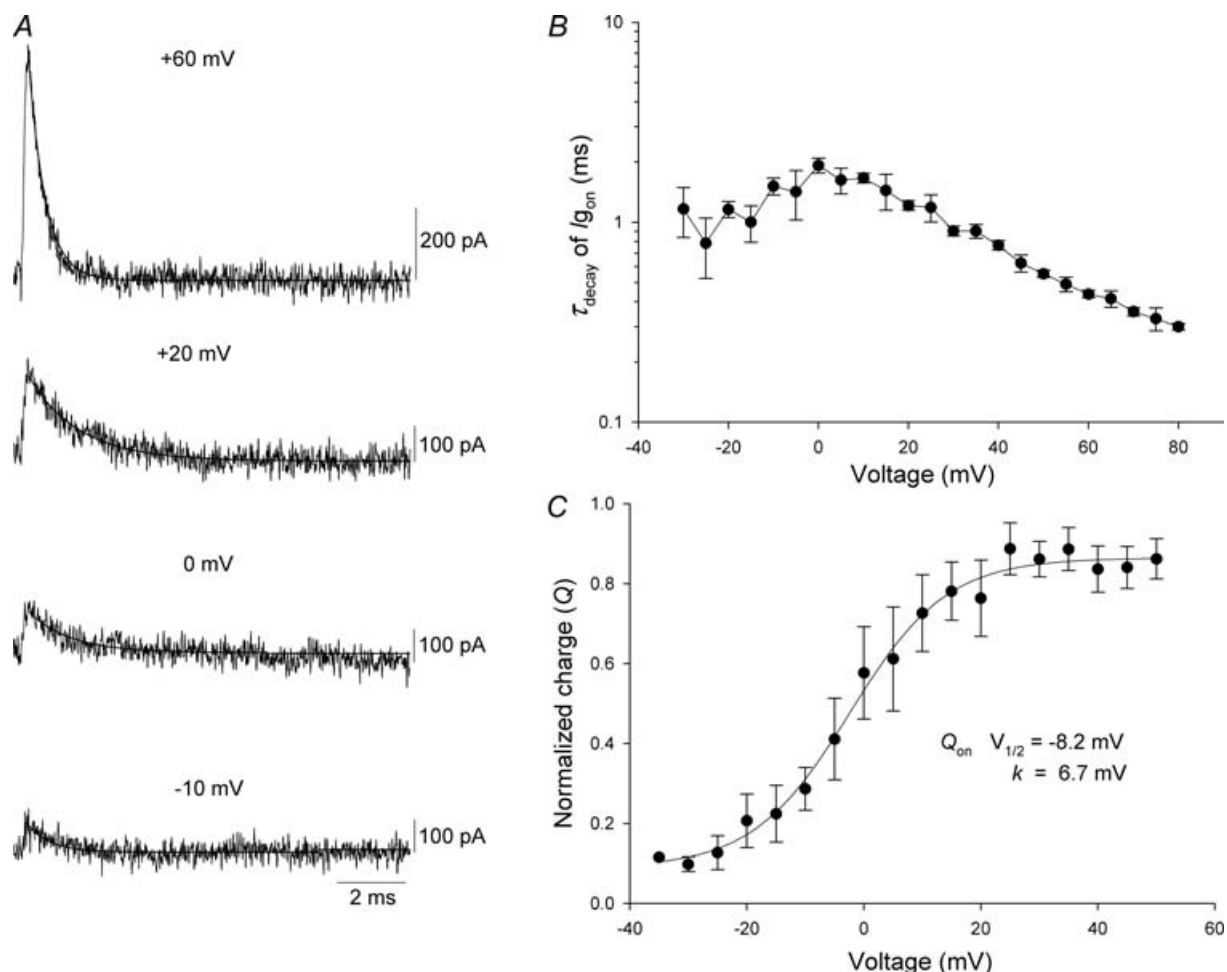 A
+60 mV
200 pA
+20 mV
100 pA
0 mV
100 pA
-10 mV
100 pA
2 ms
B
10
1
0.1
τdecay of Igon (ms)
-40 -20 0 20 40 60 80
Voltage (mV)
C
1.0
0.8
0.6
0.4
0.2
0.0
Normalized charge (Q)
Qon V1/2 = -8.2 mV
k = 6.7 mV
-40 -20 0 20 40 60
Voltage (mV)